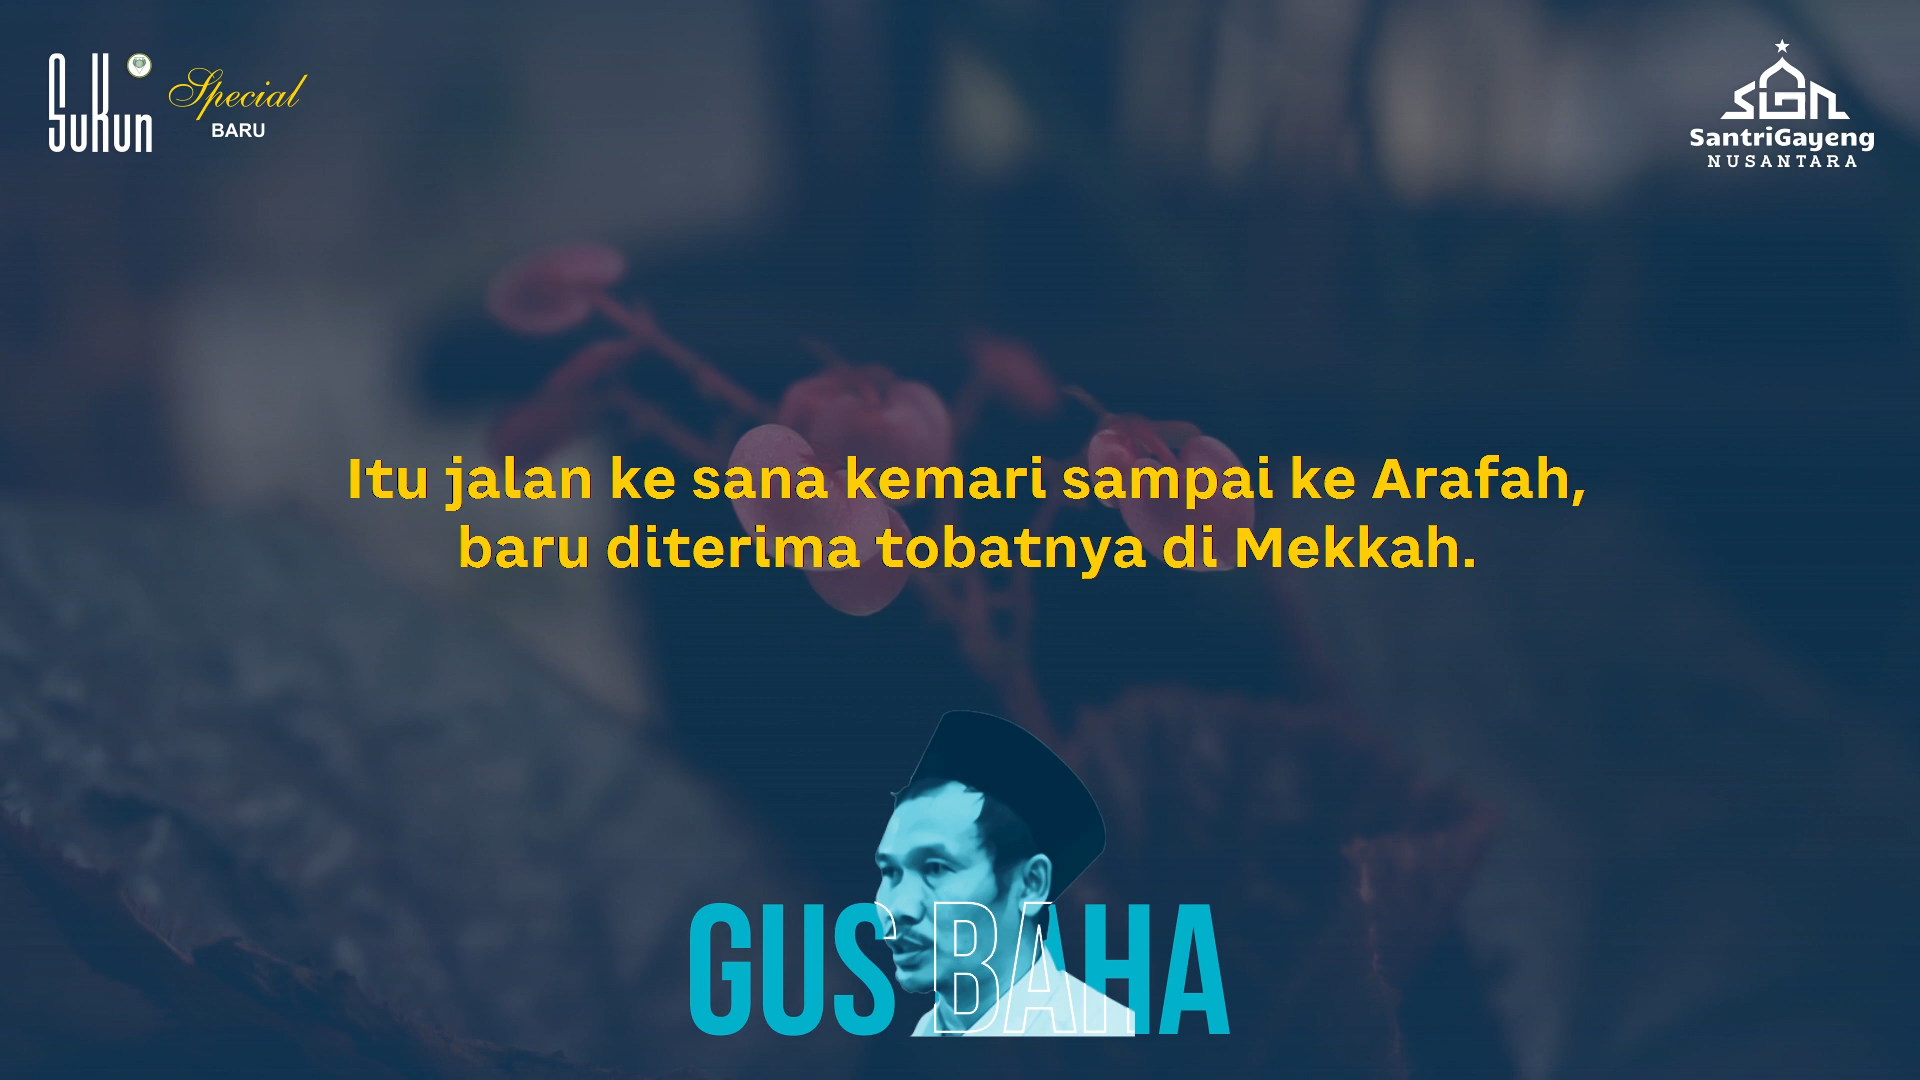 SuKun
Special
BARU
SIGN
SantriGayeng
NUSANTARA
Itu jalan ke sana kemari sampai ke Arafah,
baru diterima tobatnya di Mekkah.
GUS BAHA